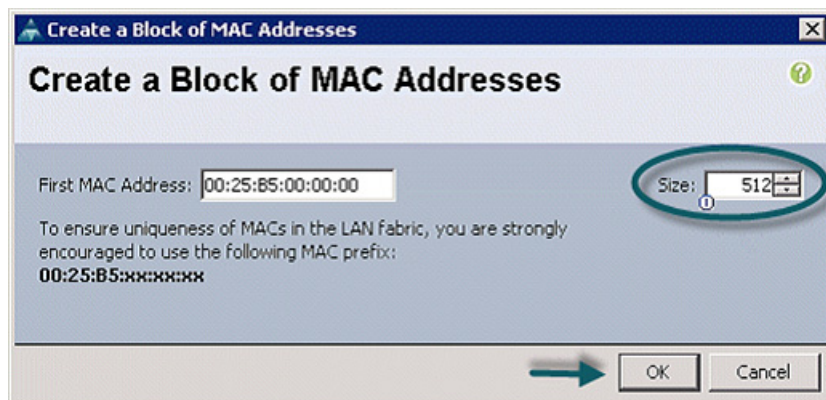 Create a Block of MAC Addresses
Create a Block of MAC Addresses
First MAC Address: 00:25:B5:00:00:00
Size: 512
To ensure uniqueness of MACs in the LAN fabric, you are strongly
encouraged to use the following MAC prefix:
00:25:B5:xx:xx:xx
OK
Cancel